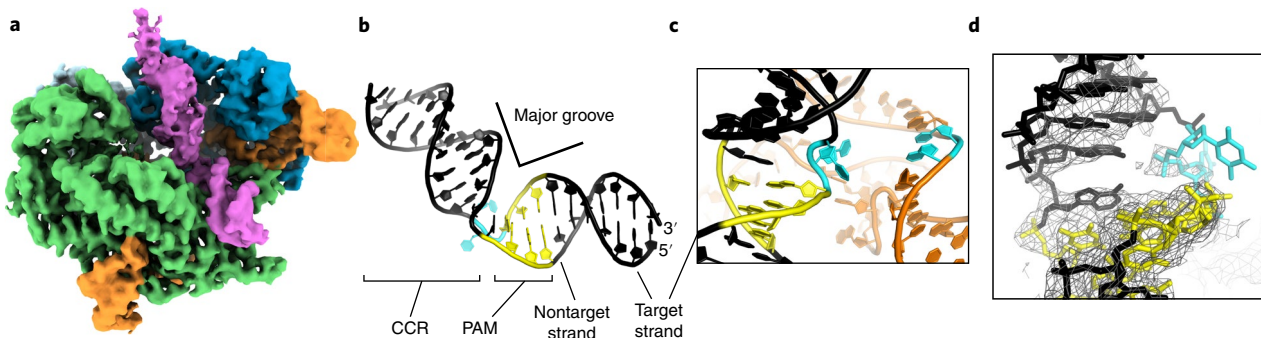 a
b
c
d
Major groove
3′
5′
CCR
PAM
Nontarget
strand
Target
strand